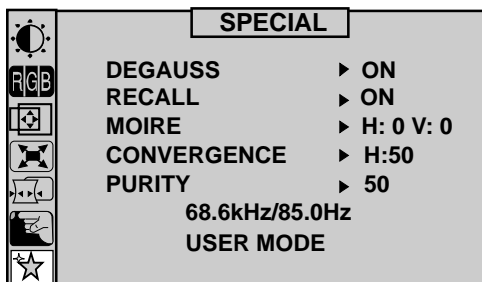 SPECIAL
RGB
DEGAUSS ▶ ON
RECALL ▶ ON
MOIRE ▶ H: 0 V: 0
CONVERGENCE ▶ H:50
PURITY ▶ 50
68.6kHz/85.0Hz
USER MODE